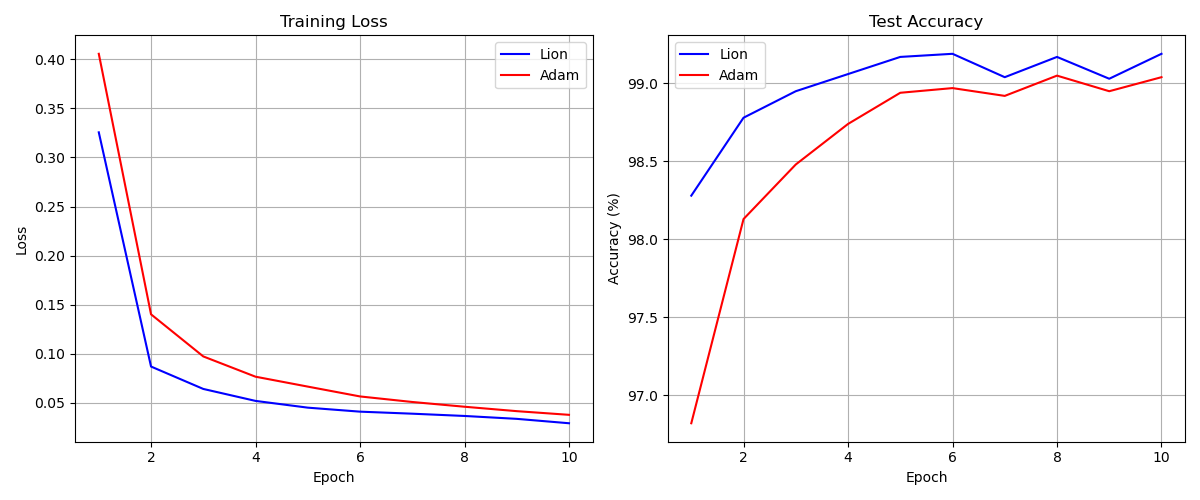 Training Loss
Lion
Adam
0.40
0.35
0.30
0.25
0.20
0.15
0.10
0.05
Loss
2 4 6 8 10
Epoch
Test Accuracy
Lion
Adam
99.0
98.5
98.0
97.5
97.0
Accuracy (%)
2 4 6 8 10
Epoch